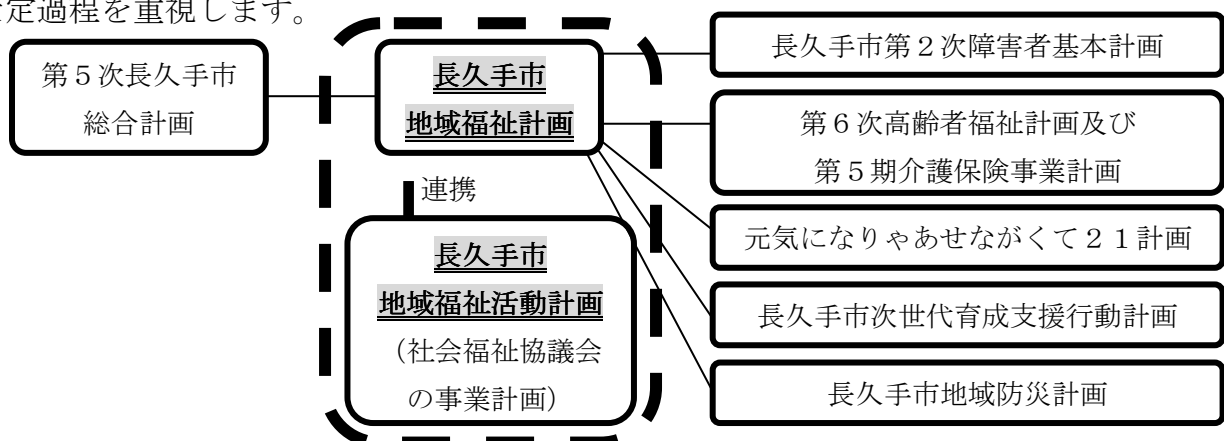 定過程を重視します。
第５次長久手市
総合計画
長久手市
地域福祉計画
連携
長久手市
地域福祉活動計画
（社会福祉協議会
の事業計画）
長久手市第２次障害者基本計画
第６次高齢者福祉計画及び
第５期介護保険事業計画
元気になりゃあせながくて２１計画
長久手市次世代育成支援行動計画
長久手市地域防災計画